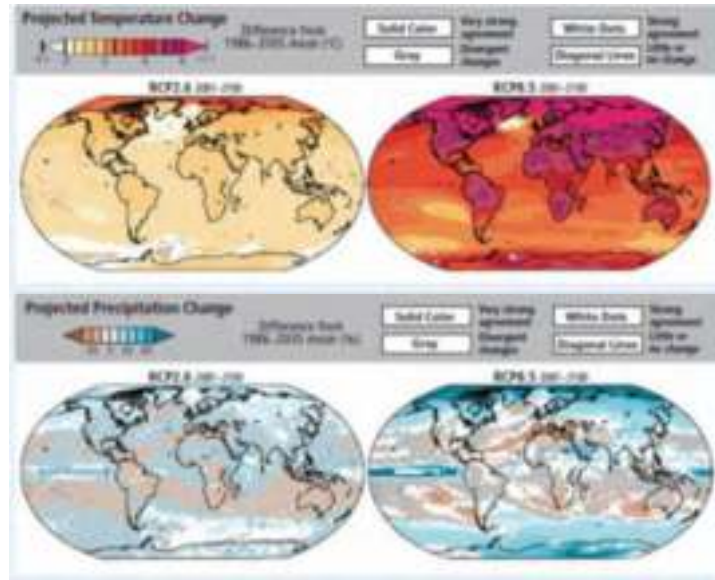 Projected Temperature Change
Difference from
1986–2005 mean (°C)
Solid Color
Very strong
agreement
White Dots
Strong
agreement
Gray
Divergent
changes
Diagonal Lines
Little or
no change
RCP2.6
RCP8.5
Projected Precipitation Change
Difference from
1986–2005 mean (%)
Solid Color
Very strong
agreement
White Dots
Strong
agreement
Gray
Divergent
changes
Diagonal Lines
Little or
no change
RCP2.6
RCP8.5